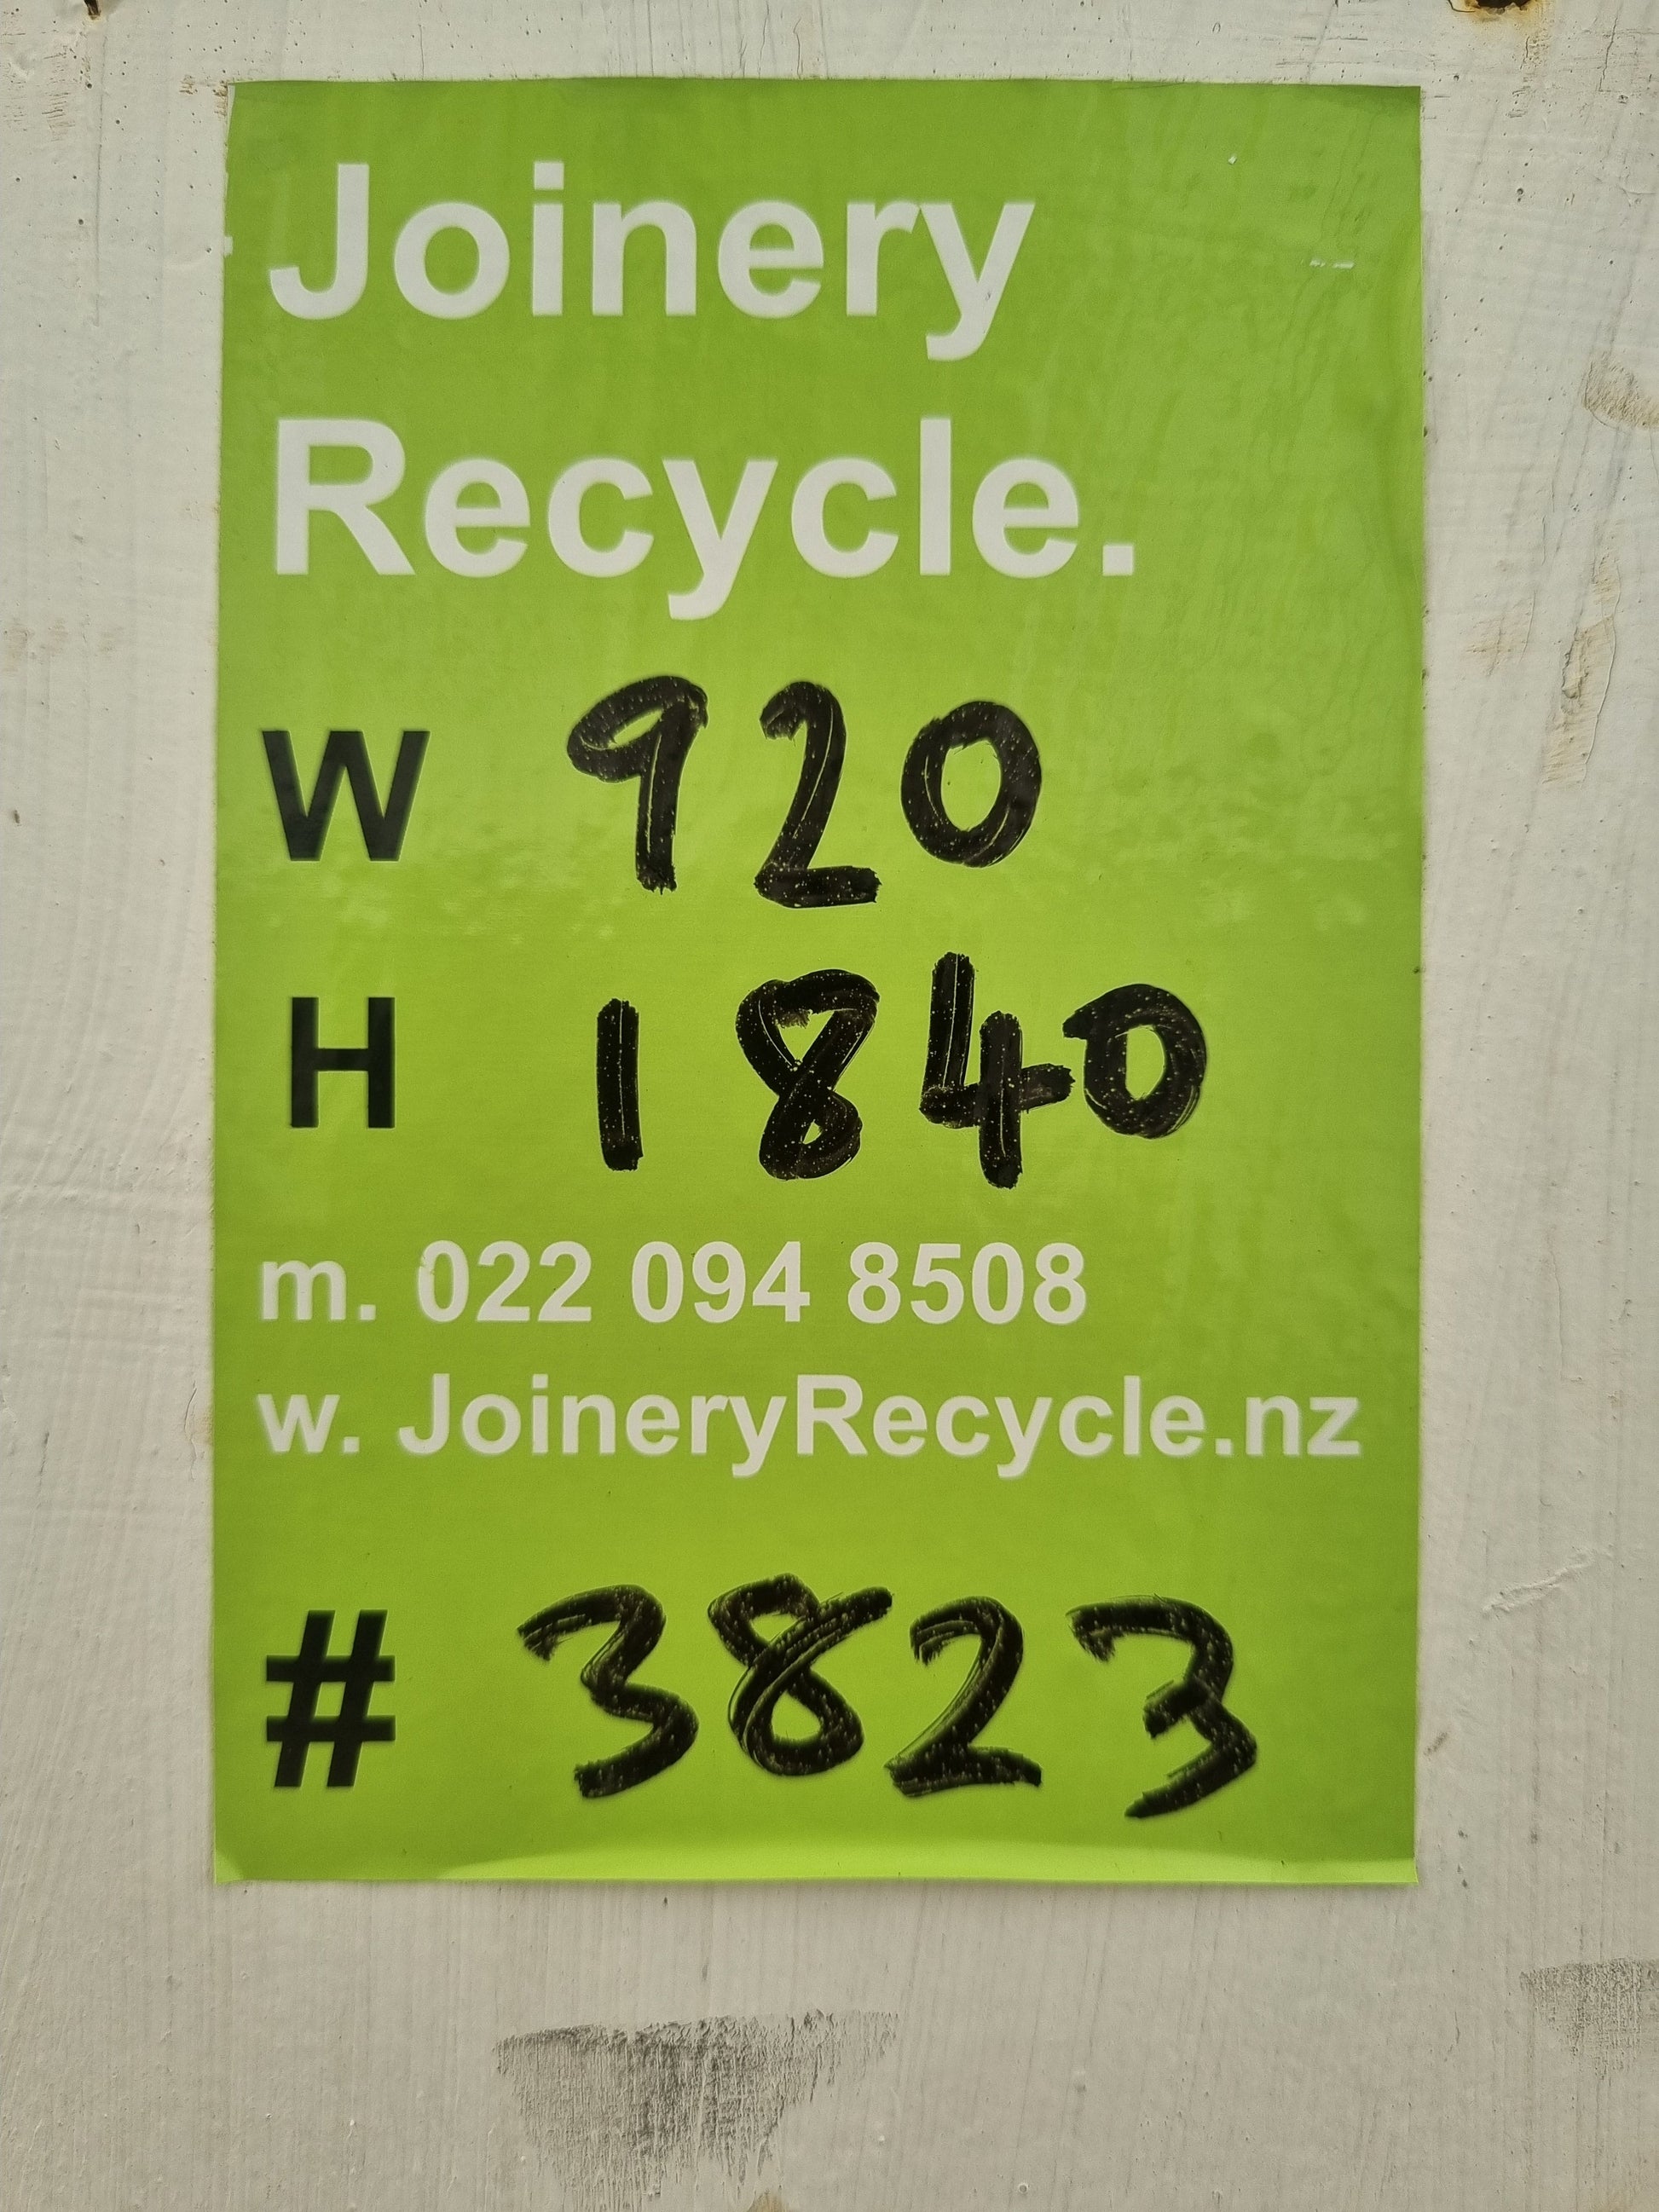 Joinery
Recycle.
W 920
H 1840
m. 022 094 8508
w. JoineryRecycle.nz
# 3823